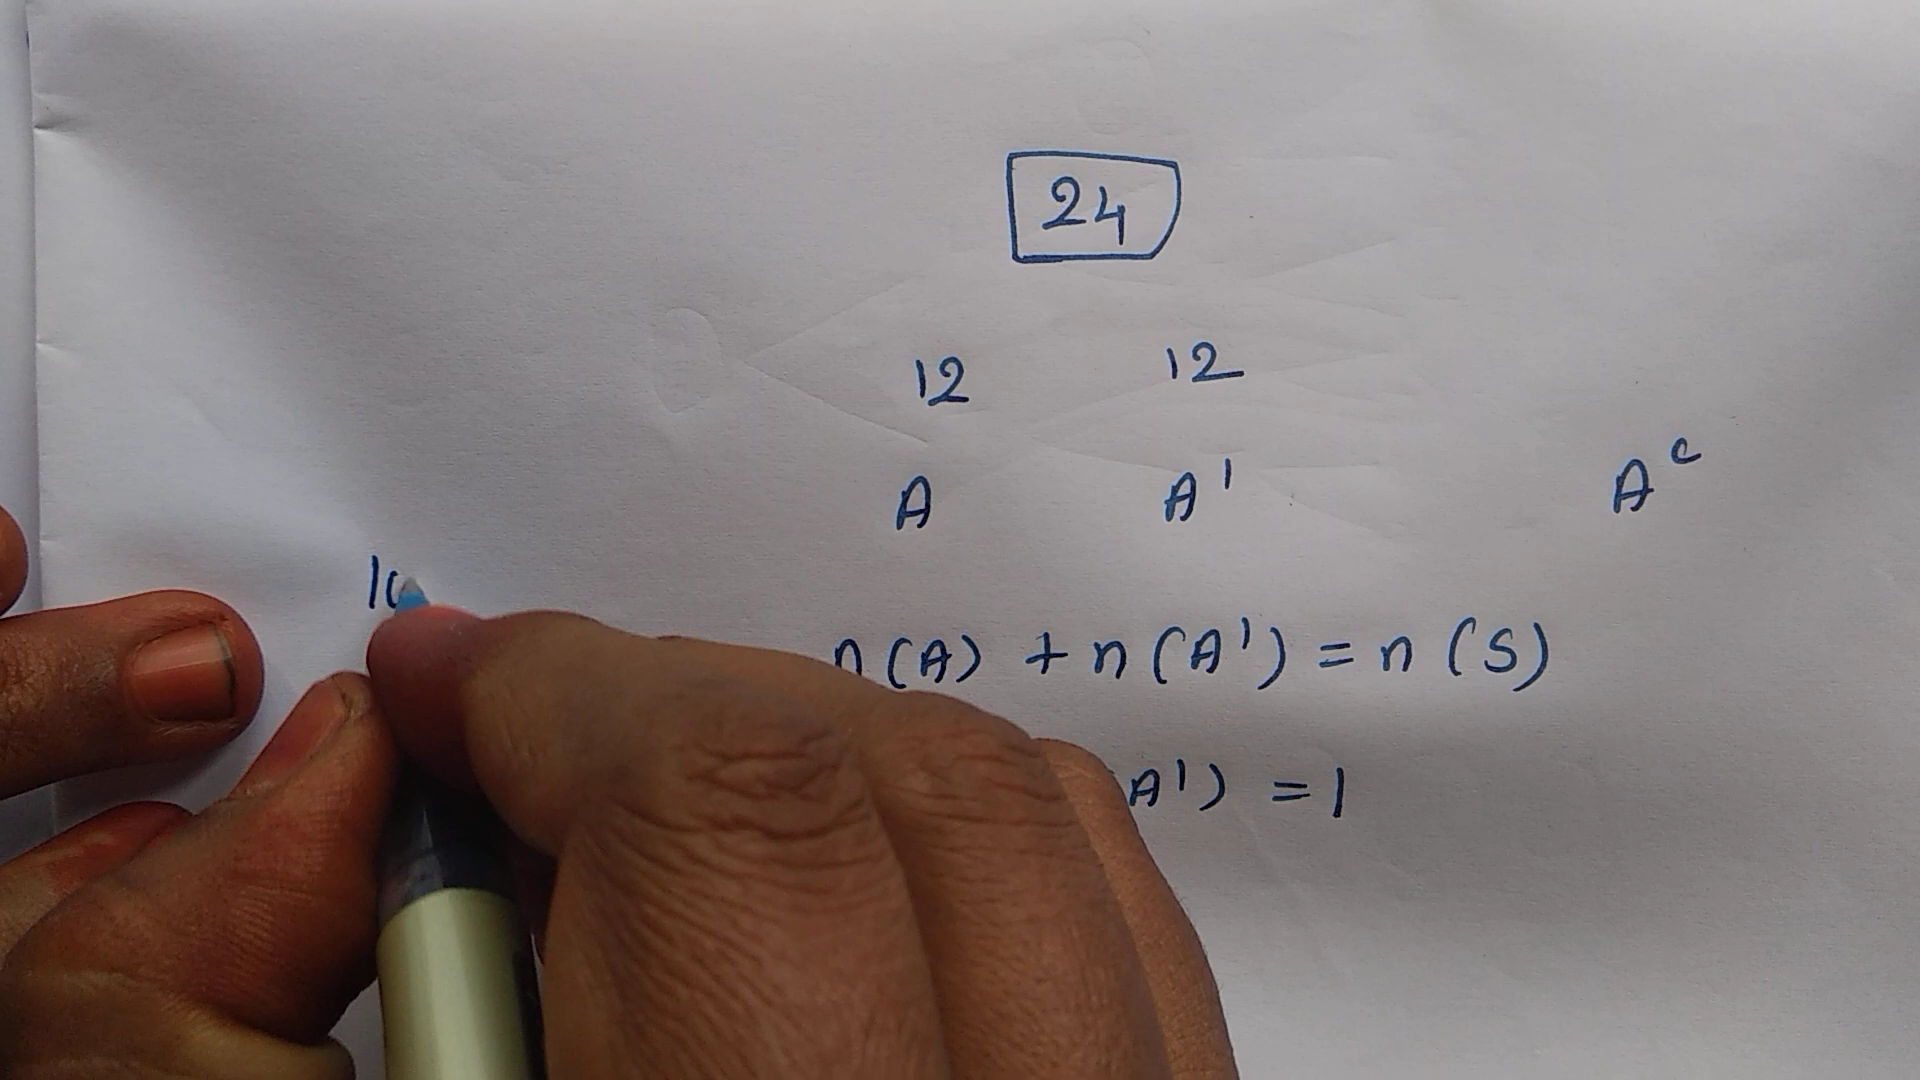 24
12 12
A A' A^c
n(A) + n(A') = n(S)
A') = 1